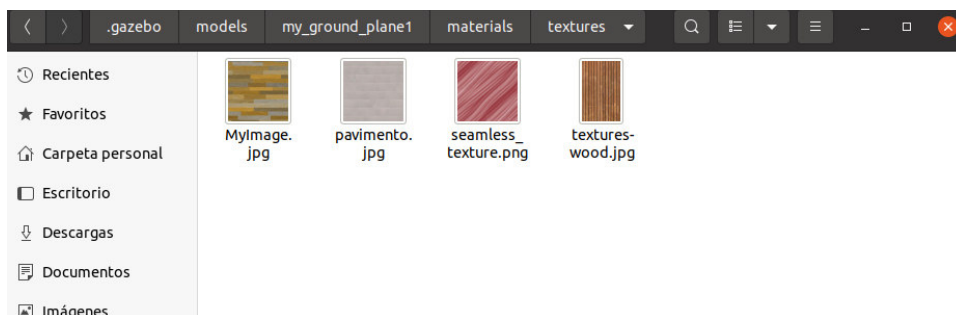 .gazebo models my_ground_plane1 materials textures
Recientes
Favoritos
Carpeta personal
Escritorio
Descargas
Documentos
Imágenes
MyImage.
jpg
pavimento.
jpg
seamless_
texture.png
textures-
wood.jpg